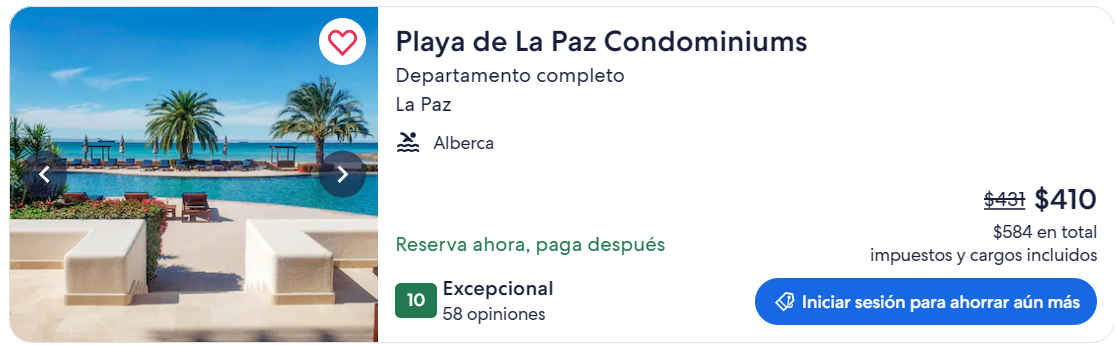 Playa de La Paz Condominiums
Departamento completo
La Paz
Alberca
$431 $410
$584 en total
impuestos y cargos incluidos
Reserva ahora, paga después
10 Excepcional
58 opiniones
Iniciar sesión para ahorrar aún más